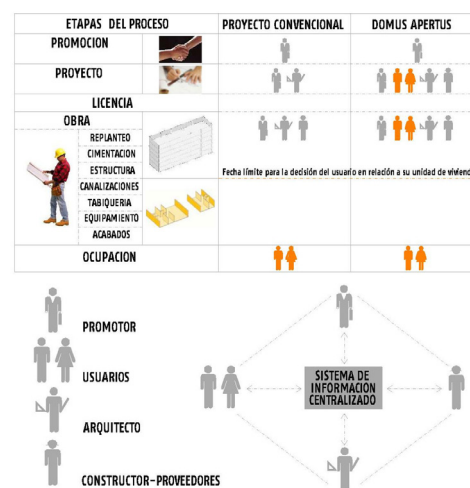 ETAPAS DEL PROCESO PROYECTO CONVENCIONAL DOMUS APERTUS
PROMOCION
PROYECTO
LICENCIA
OBRA
REPLANTEO
CIMENTACION
ESTRUCTURA
Fecha límite para la decisión del usuario en relación a su unidad de viviend
CANALIZACIONES
TABIQUERIA
EQUIPAMIENTO
ACABADOS
OCUPACION
PROMOTOR
USUARIOS
SISTEMA DE
INFORMACION
CENTRALIZADO
ARQUITECTO
CONSTRUCTOR-PROVEEDORES